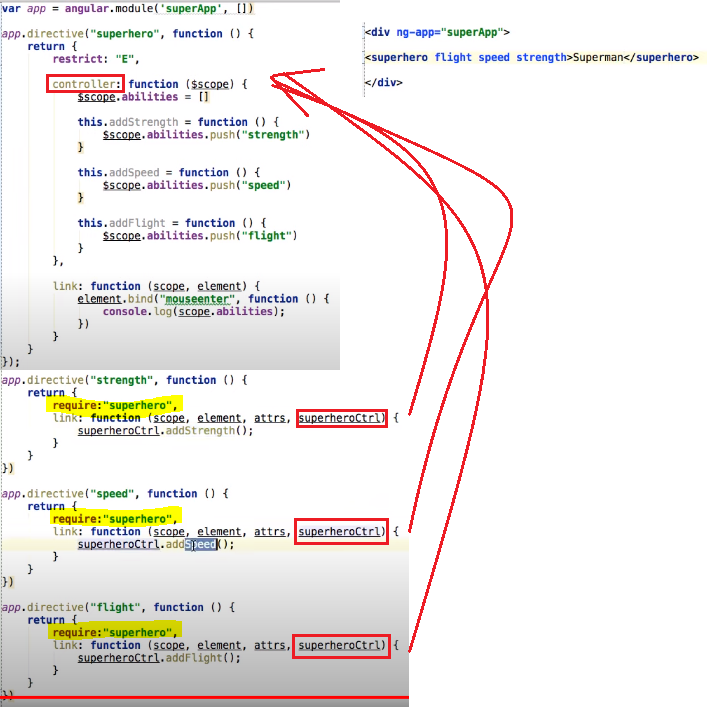 var app = angular.module('superApp', [])
app.directive("superhero", function () {
return {
restrict: "E",
controller: function ($scope) {
$scope.abilities = []
this.addStrength = function () {
$scope.abilities.push("strength")
}
this.addSpeed = function () {
$scope.abilities.push("speed")
}
this.addFlight = function () {
$scope.abilities.push("flight")
}
},
link: function (scope, element) {
element.bind("mouseenter", function () {
console.log(scope.abilities);
})
}
}
});
app.directive("strength", function () {
return {
require:"superhero",
link: function (scope, element, attrs, superheroCtrl) {
superheroCtrl.addStrength();
}
}
})
app.directive("speed", function () {
return {
require:"superhero",
link: function (scope, element, attrs, superheroCtrl) {
superheroCtrl.addSpeed();
}
}
})
app.directive("flight", function () {
return {
require:"superhero",
link: function (scope, element, attrs, superheroCtrl) {
superheroCtrl.addFlight();
}
}
})
<div ng-app="superApp">
<superhero flight speed strength>Superman</superhero>
</div>